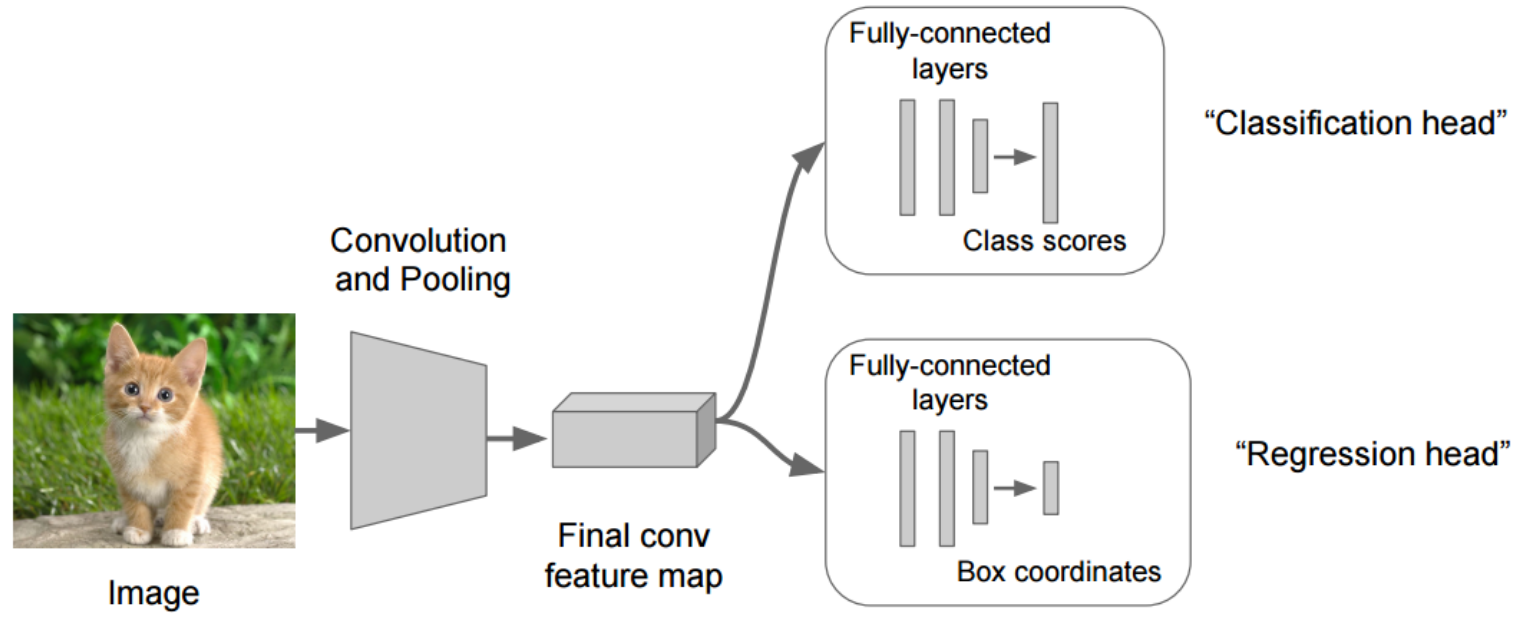 Fully-connected
layers
Class scores
“Classification head”
Convolution
and Pooling
Fully-connected
layers
Box coordinates
“Regression head”
Final conv
feature map
Image